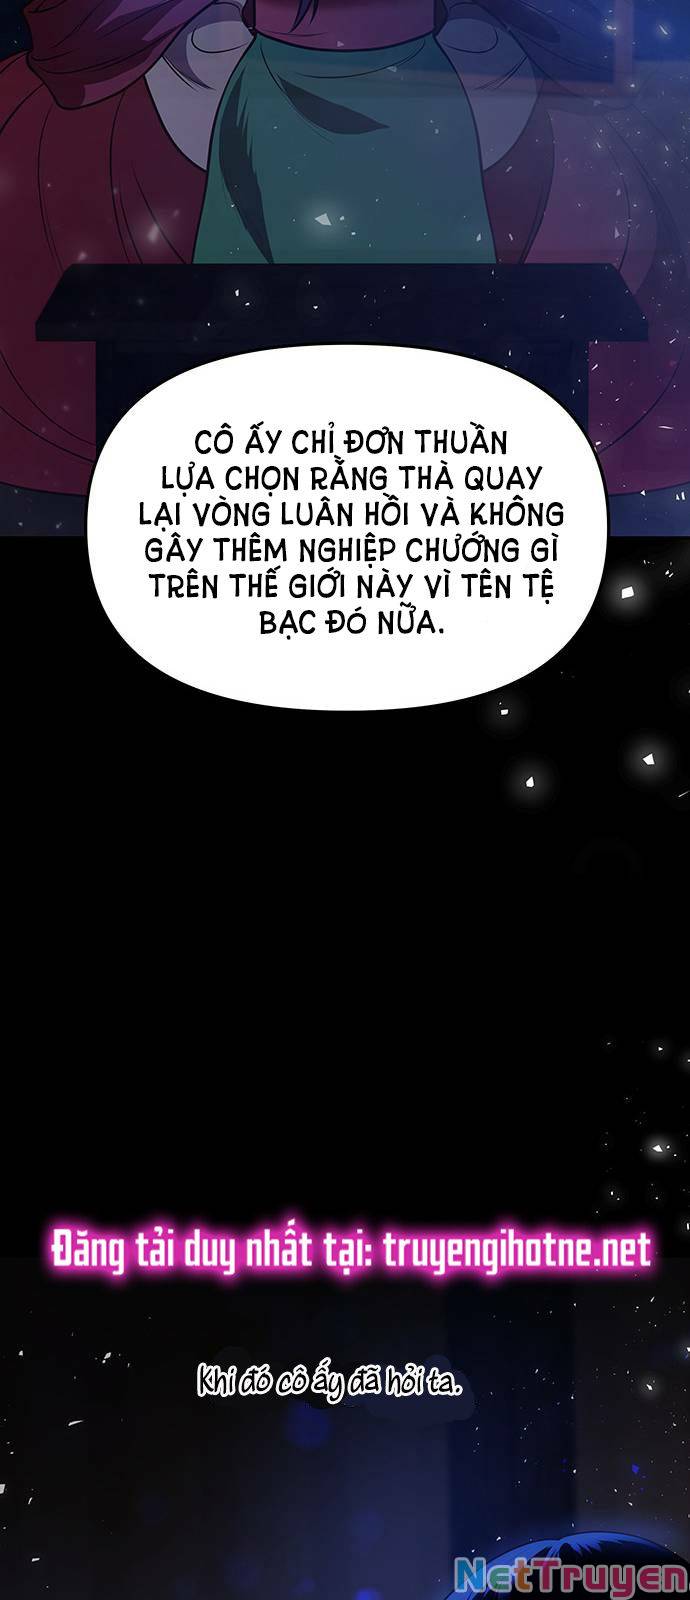 CÔ ẤY CHỈ ĐƠN THUẦN
LỰA CHỌN RẰNG THÀ QUAY
LẠI VÒNG LUÂN HỒI VÀ KHÔNG
GÂY THÊM NGHIỆP CHƯỚNG GÌ
TRÊN THẾ GIỚI NÀY VÌ TÊN TỆ
BẠC ĐÓ NỮA.
Đăng tải duy nhất tại: truyengihotne.net
Khi đó cô ấy đã hỏi ta.
NetTruyen